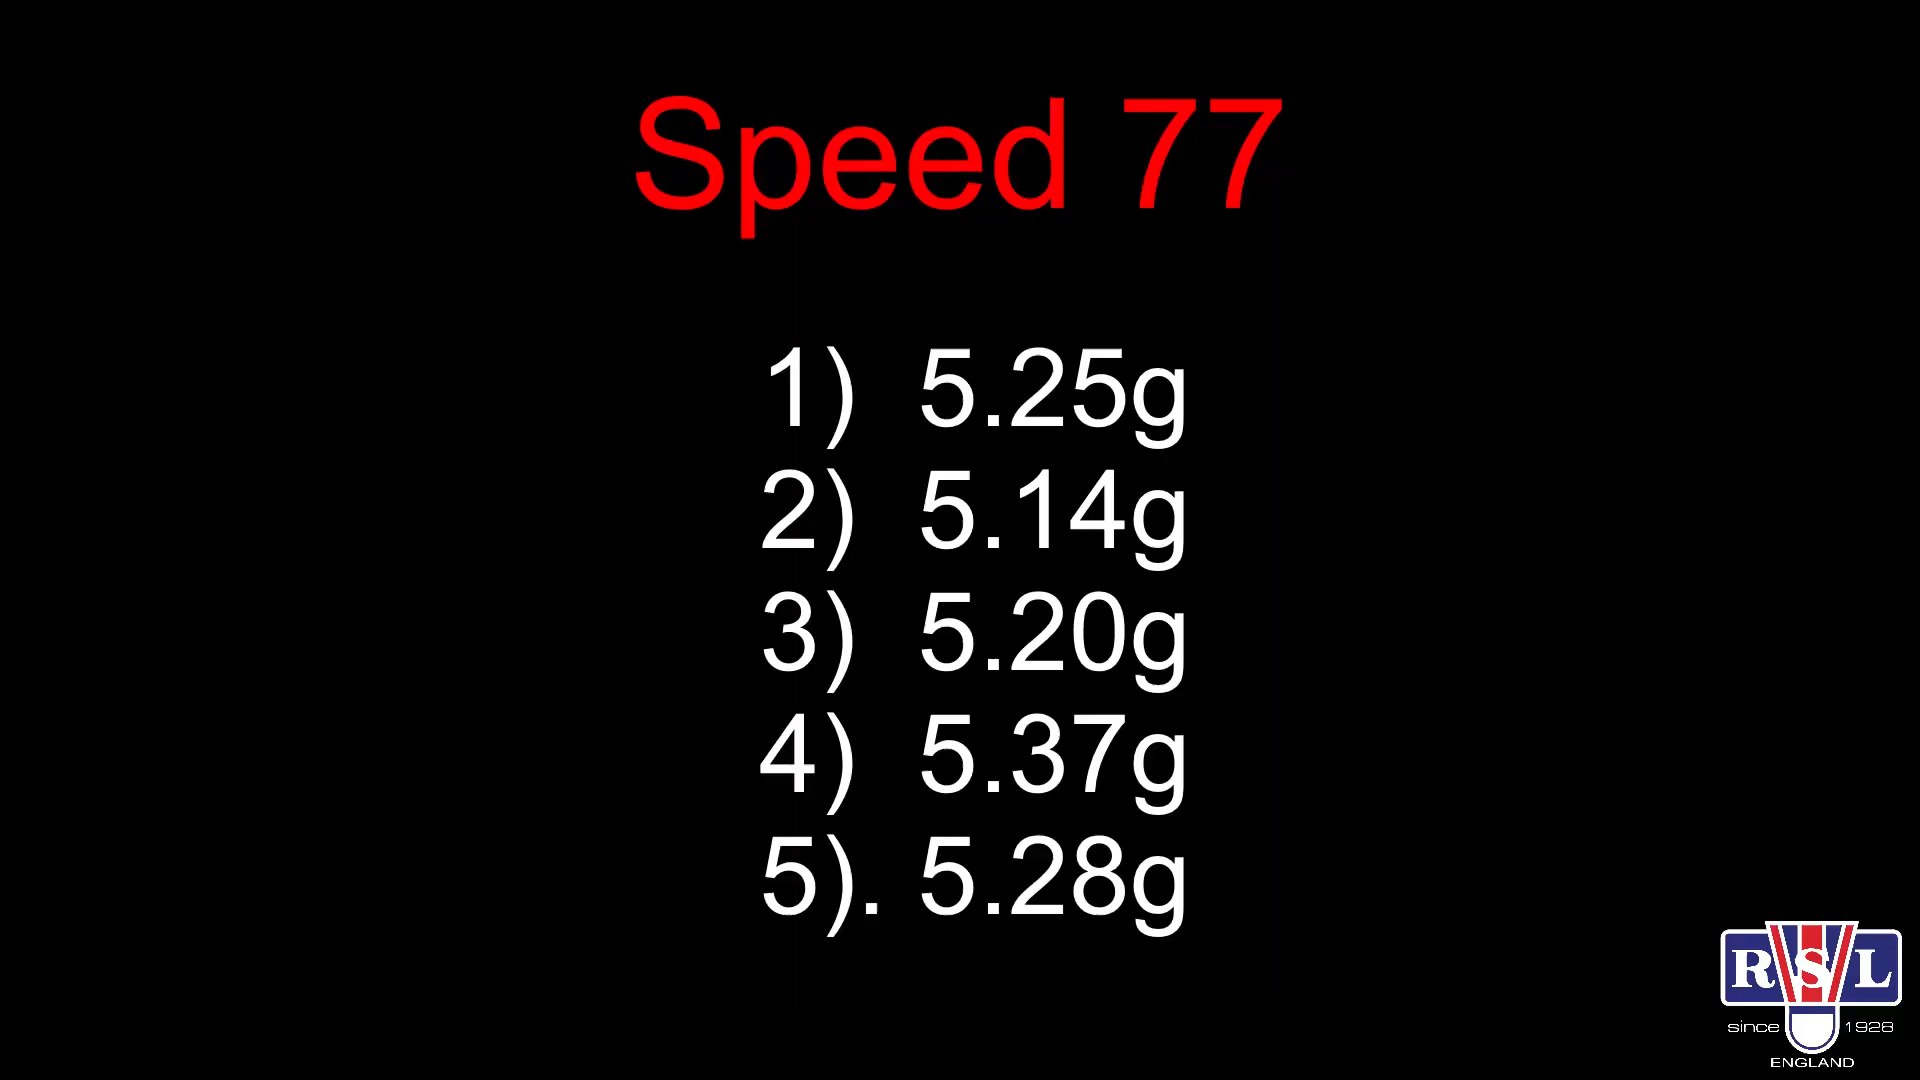 Speed 77
1) 5.25g
2) 5.14g
3) 5.20g
4) 5.37g
5). 5.28g
RSL
since 1928
ENGLAND